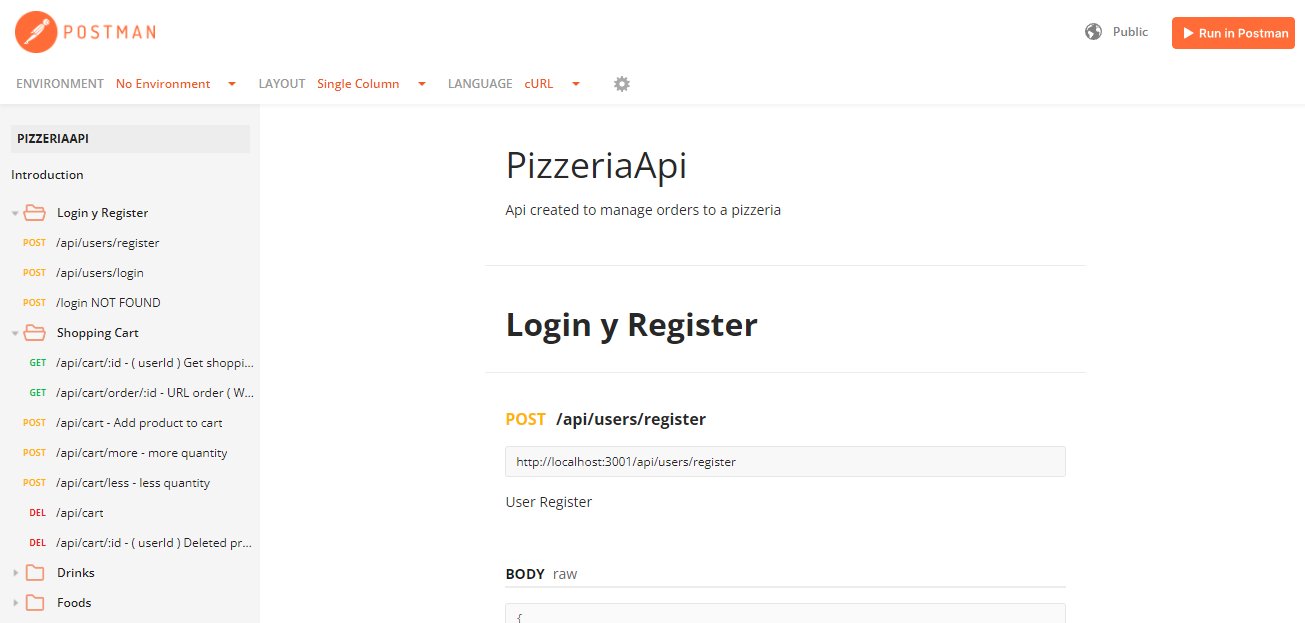 POSTMAN
Public
Run in Postman
ENVIRONMENT No Environment LAYOUT Single Column LANGUAGE cURL
PIZZERIAAPI
Introduction
Login y Register
POST /api/users/register
POST /api/users/login
POST /login NOT FOUND
Shopping Cart
GET /api/cart/:id - ( userId ) Get shoppi...
GET /api/cart/order/:id - URL order ( W...
POST /api/cart - Add product to cart
POST /api/cart/more - more quantity
POST /api/cart/less - less quantity
DEL /api/cart
DEL /api/cart/:id - ( userId ) Deleted pr...
Drinks
Foods
PizzeriaApi
Api created to manage orders to a pizzeria
Login y Register
POST /api/users/register
http://localhost:3001/api/users/register
User Register
BODY raw
{